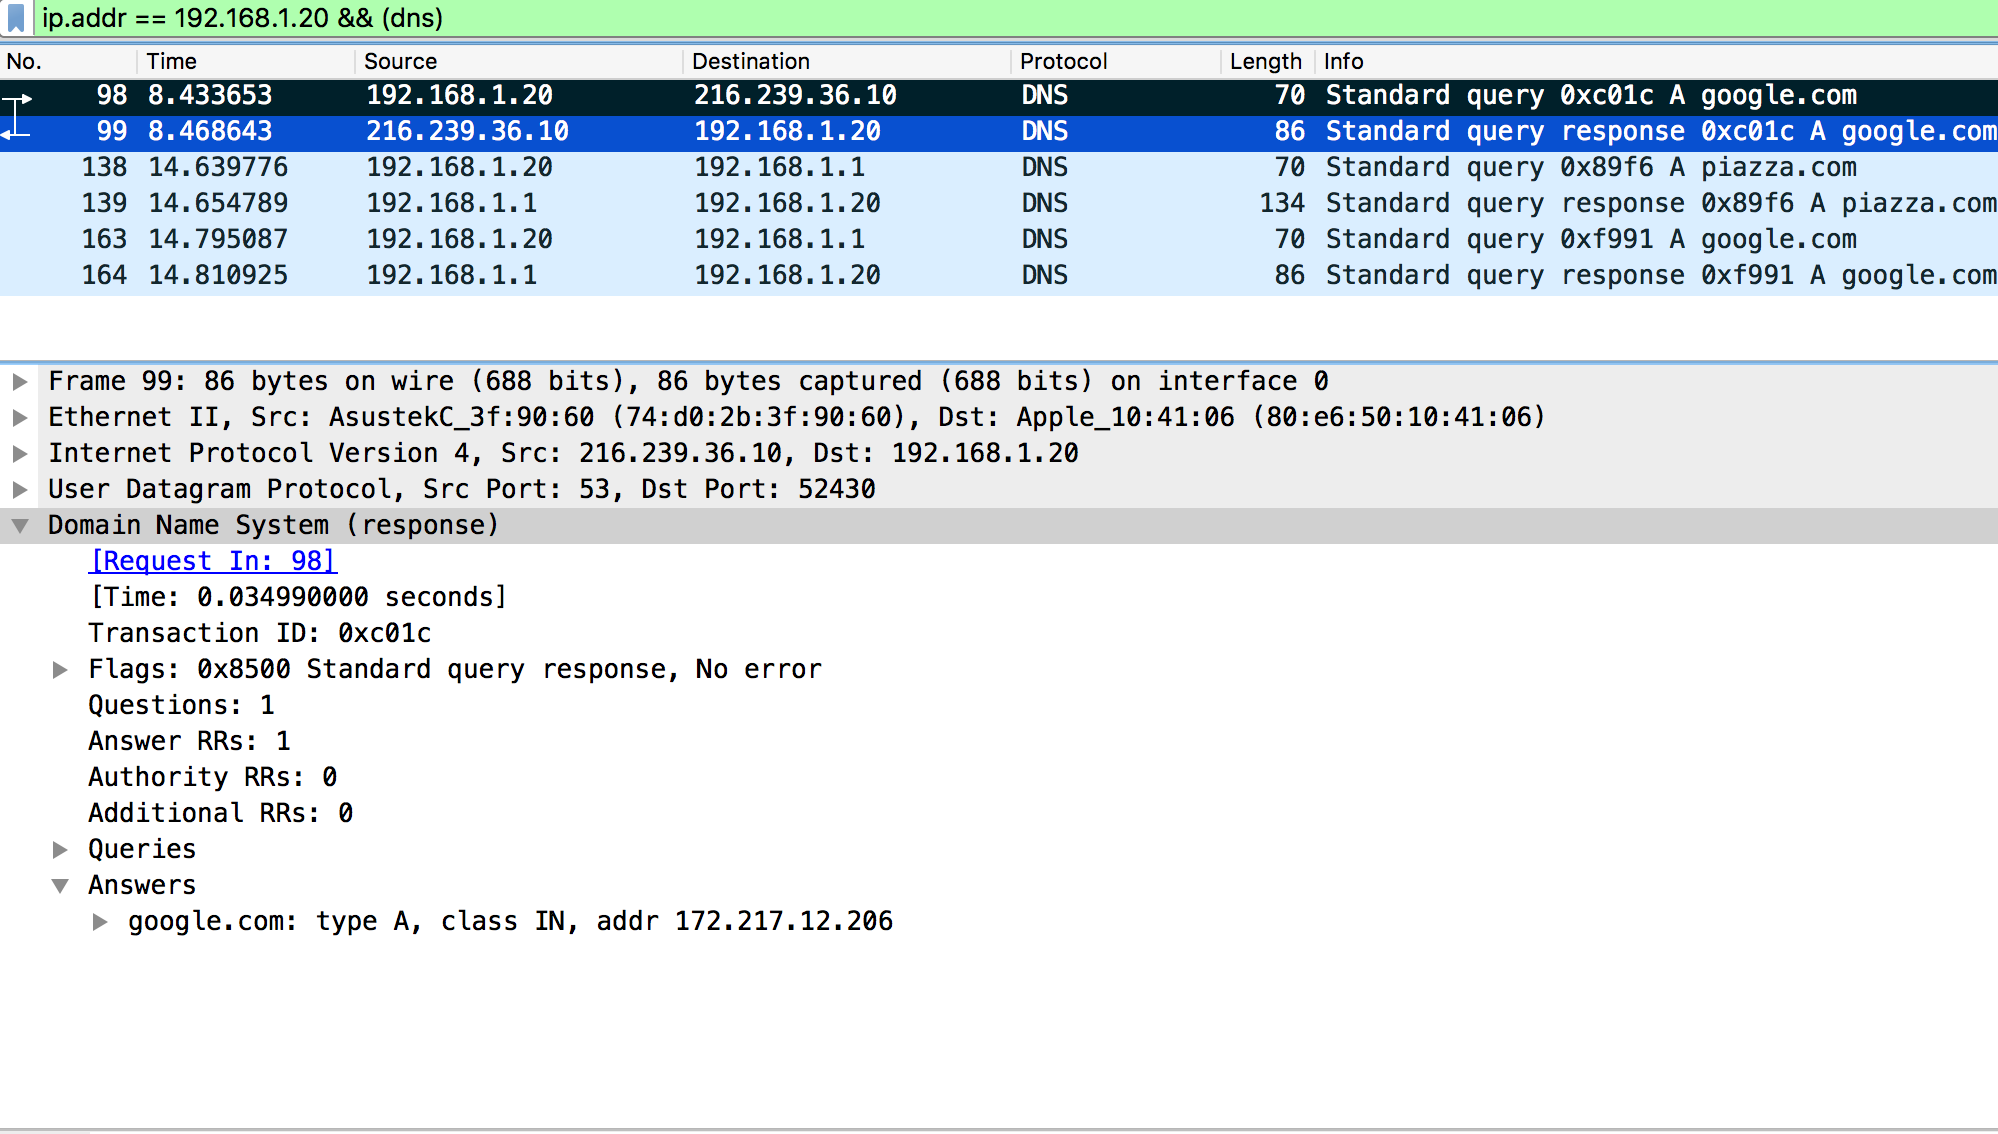 ip.addr == 192.168.1.20 && (dns)
No. Time Source Destination Protocol Length Info
98 8.433653 192.168.1.20 216.239.36.10 DNS 70 Standard query 0xc01c A google.com
99 8.468643 216.239.36.10 192.168.1.20 DNS 86 Standard query response 0xc01c A google.com
138 14.639776 192.168.1.20 192.168.1.1 DNS 70 Standard query 0x89f6 A piazza.com
139 14.654789 192.168.1.1 192.168.1.20 DNS 134 Standard query response 0x89f6 A piazza.com
163 14.795087 192.168.1.20 192.168.1.1 DNS 70 Standard query 0xf991 A google.com
164 14.810925 192.168.1.1 192.168.1.20 DNS 86 Standard query response 0xf991 A google.com
Frame 99: 86 bytes on wire (688 bits), 86 bytes captured (688 bits) on interface 0
Ethernet II, Src: AsustekC_3f:90:60 (74:d0:2b:3f:90:60), Dst: Apple_10:41:06 (80:e6:50:10:41:06)
Internet Protocol Version 4, Src: 216.239.36.10, Dst: 192.168.1.20
User Datagram Protocol, Src Port: 53, Dst Port: 52430
Domain Name System (response)
[Request In: 98]
[Time: 0.034990000 seconds]
Transaction ID: 0xc01c
Flags: 0x8500 Standard query response, No error
Questions: 1
Answer RRs: 1
Authority RRs: 0
Additional RRs: 0
Queries
Answers
google.com: type A, class IN, addr 172.217.12.206